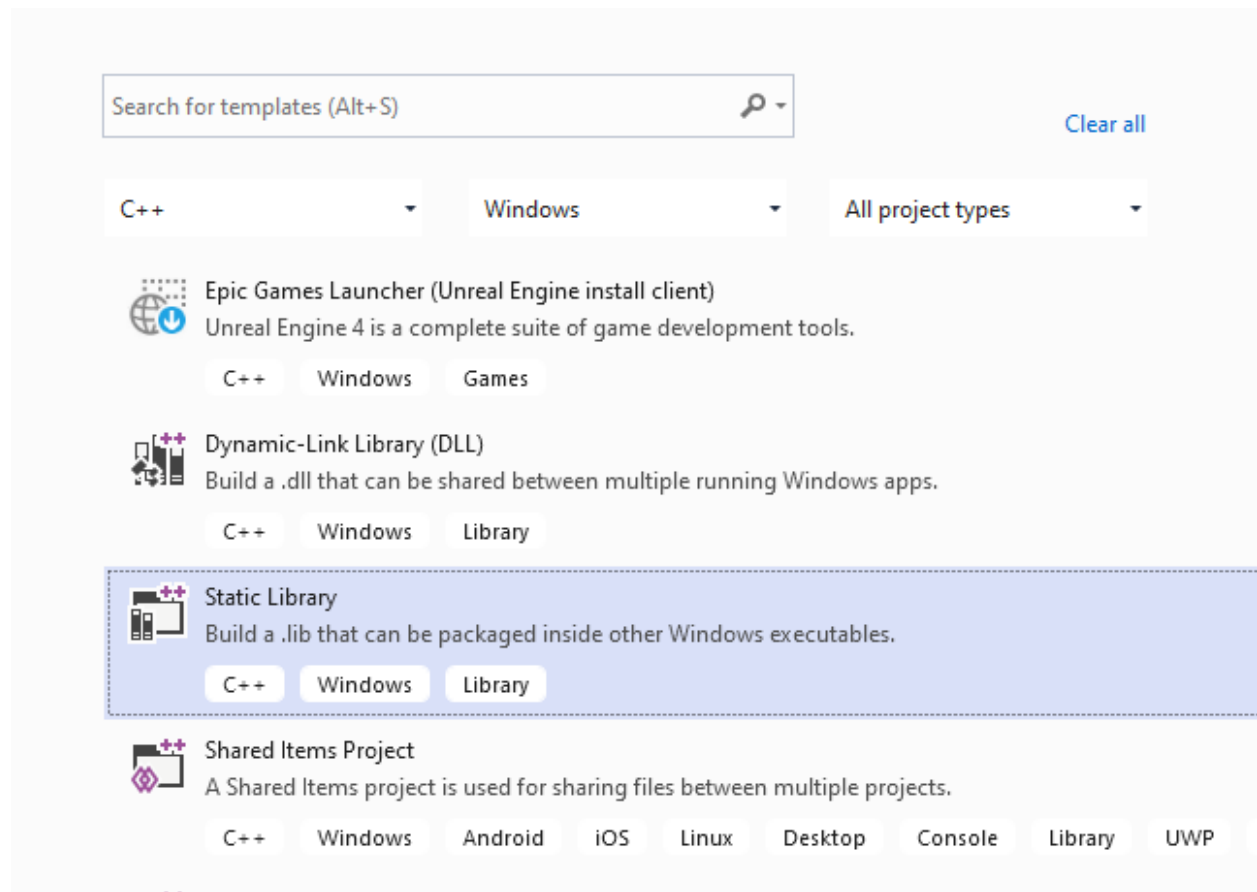 Search for templates (Alt+S)
Clear all
C++ Windows All project types
Epic Games Launcher (Unreal Engine install client)
Unreal Engine 4 is a complete suite of game development tools.
C++ Windows Games
Dynamic-Link Library (DLL)
Build a .dll that can be shared between multiple running Windows apps.
C++ Windows Library
Static Library
Build a .lib that can be packaged inside other Windows executables.
C++ Windows Library
Shared Items Project
A Shared Items project is used for sharing files between multiple projects.
C++ Windows Android iOS Linux Desktop Console Library UWP